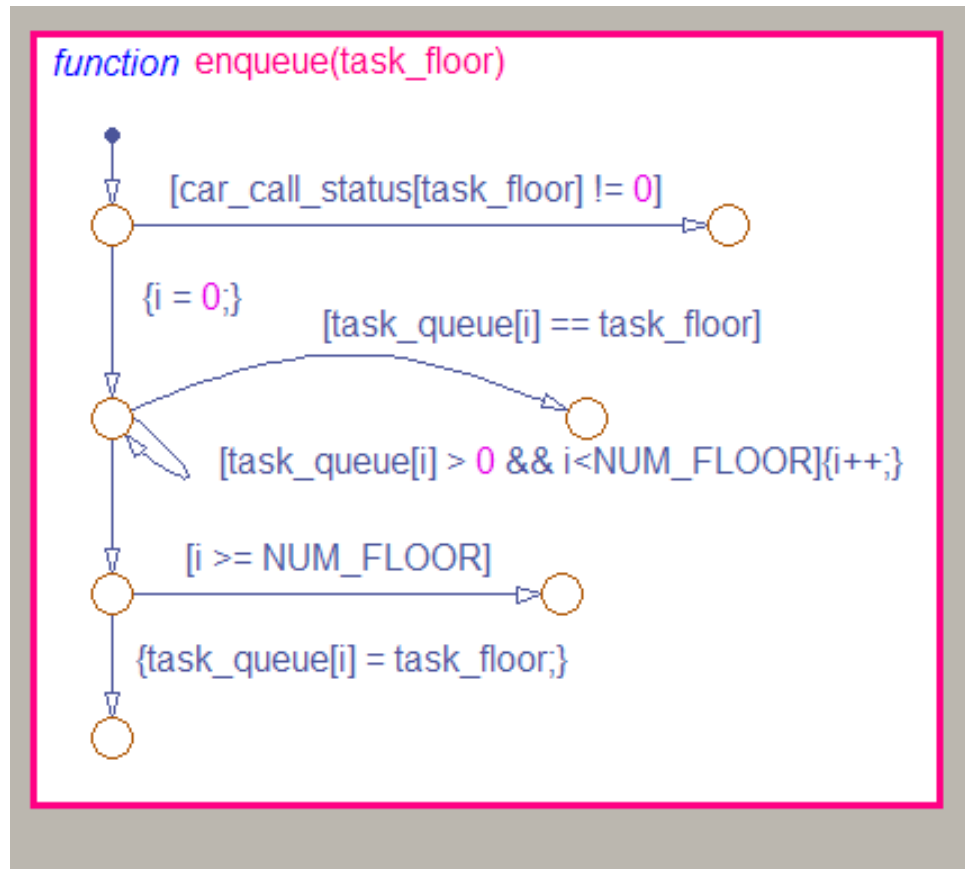 function enqueue(task_floor)
[car_call_status[task_floor] != 0]
{i = 0;}
[task_queue[i] == task_floor]
[task_queue[i] > 0 && i<NUM_FLOOR]{i++;}
[i >= NUM_FLOOR]
{task_queue[i] = task_floor;}